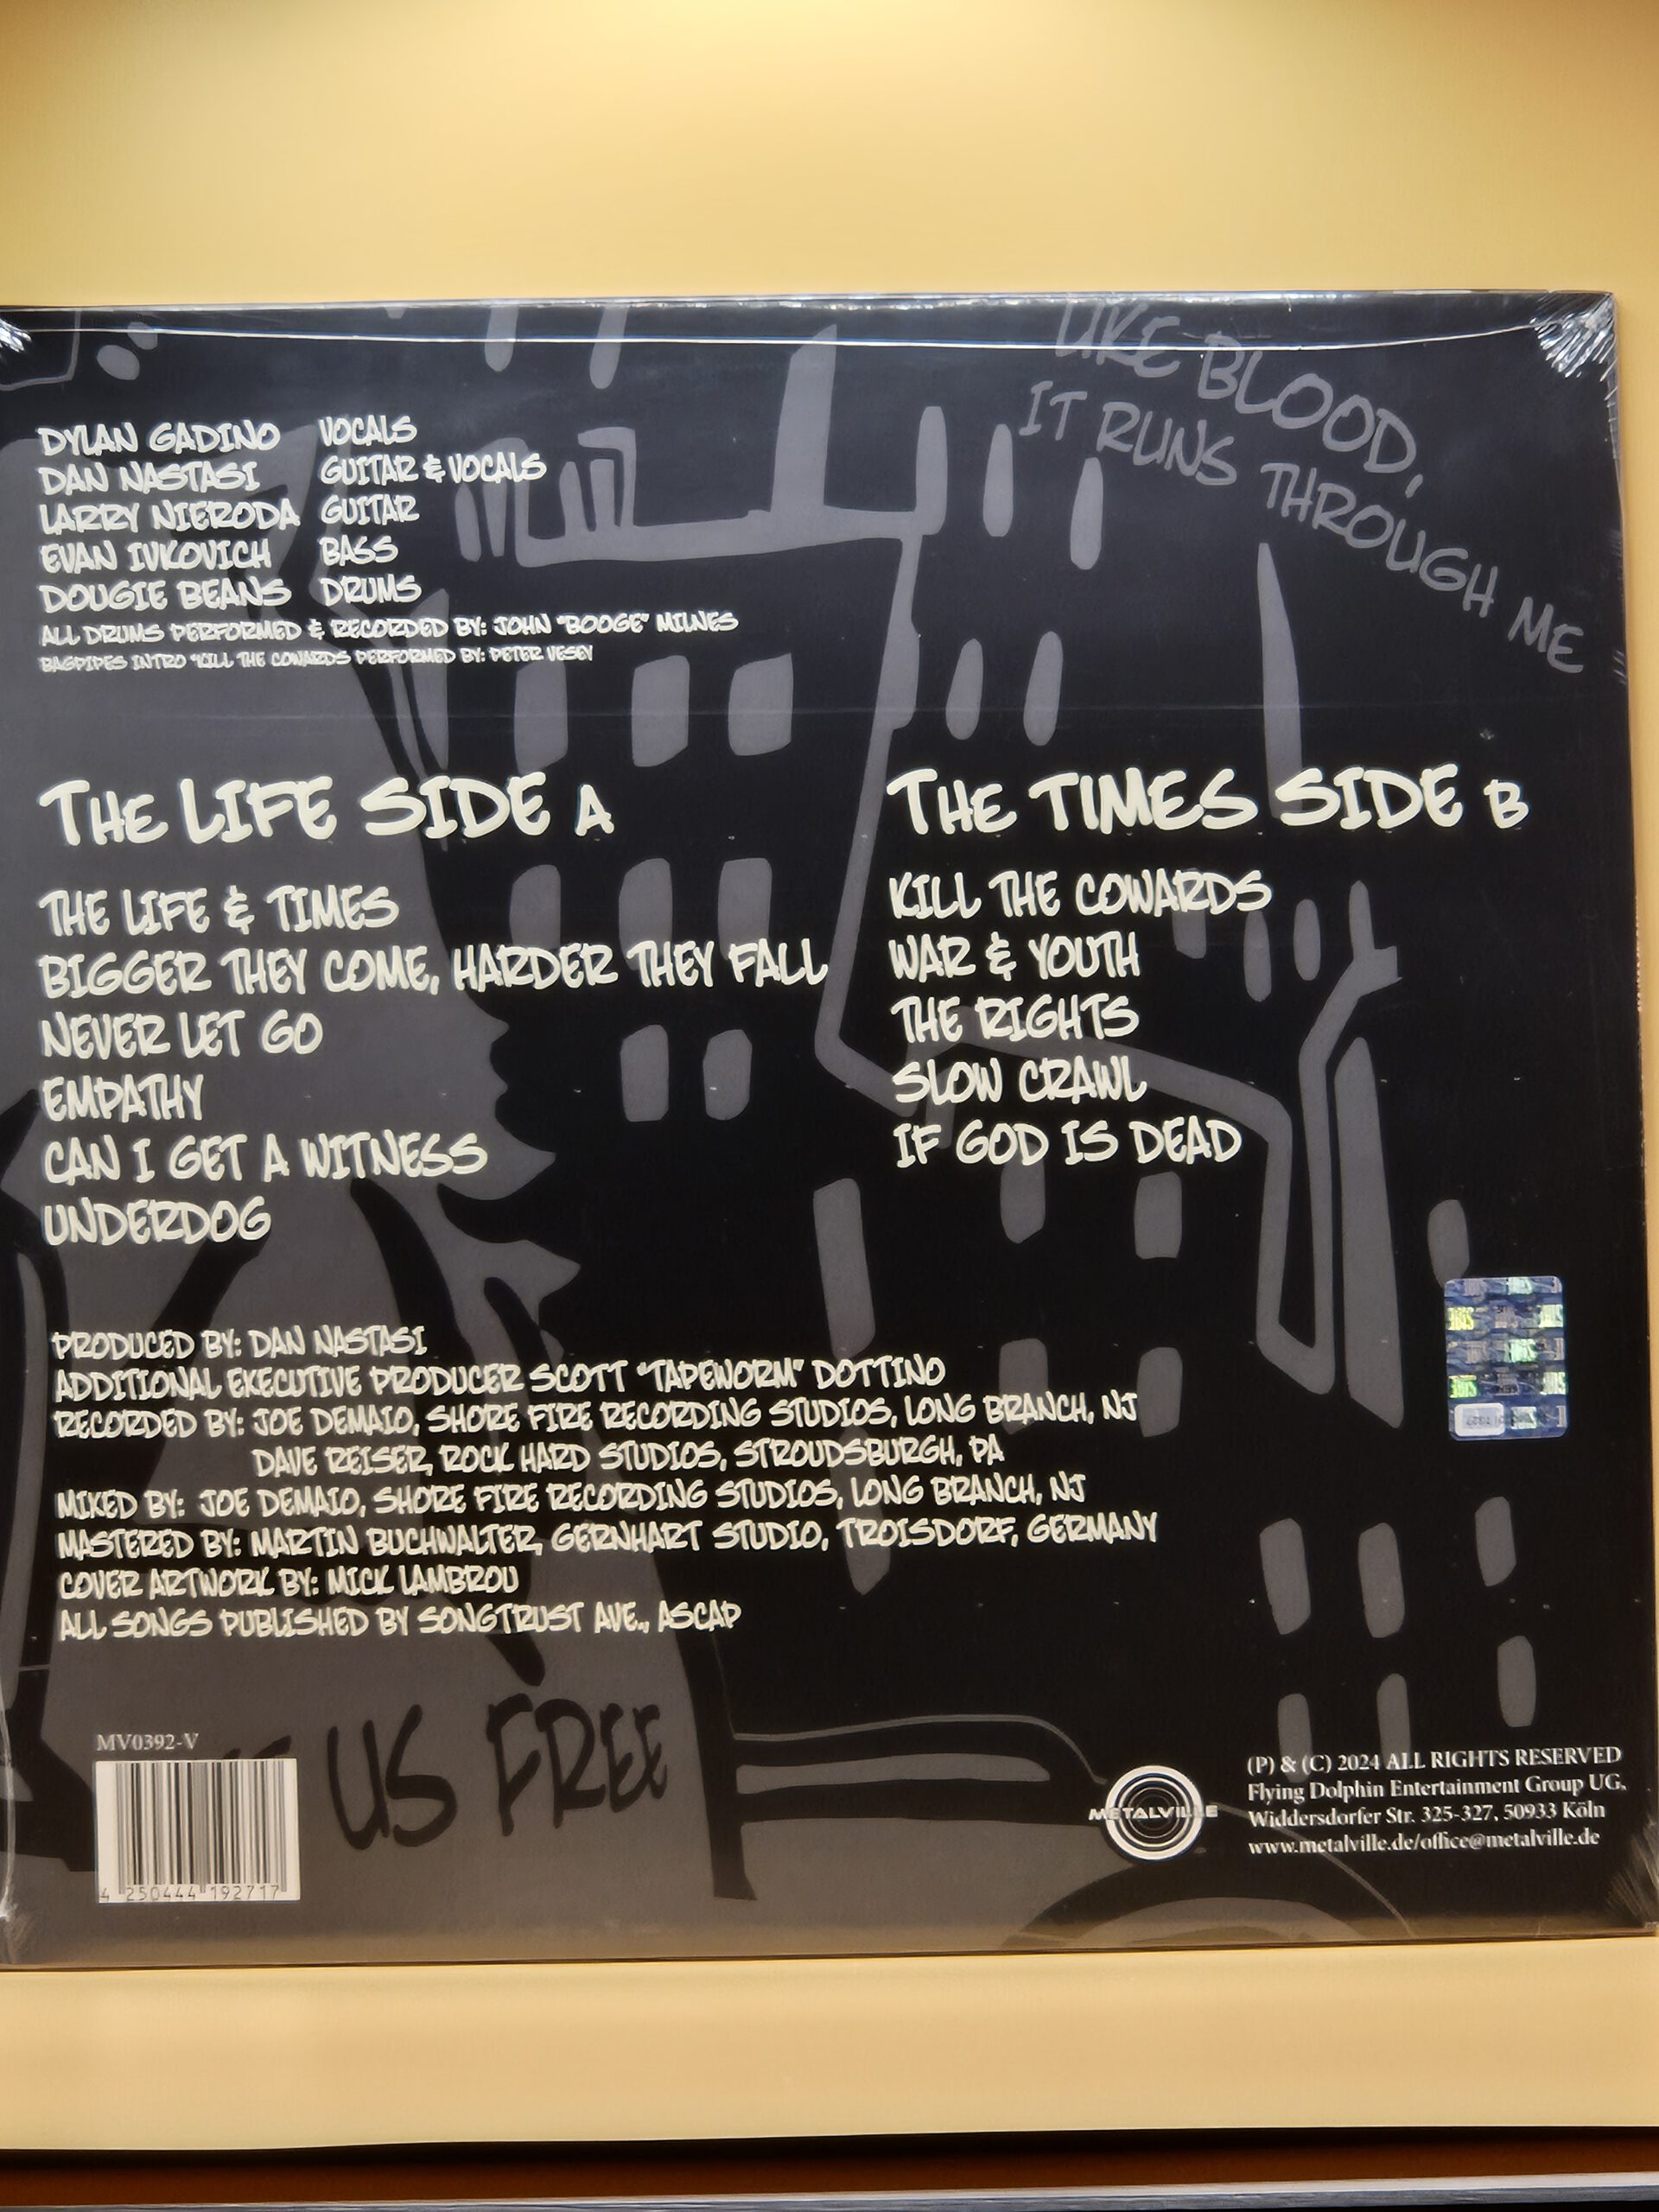 LIKE BLOOD,
IT RUNS THROUGH ME
DYLAN GADINO VOCALS
DAN NASTASI GUITAR & VOCALS
LARRY NIERODA GUITAR
EVAN IVKOVICH BASS
DOUGIE BEANS DRUMS
ALL DRUMS PERFORMED & RECORDED BY: JOHN "BOOGE" MILNES
BAGPIPES INTRO "KILL THE COWARDS PERFORMED BY: PETER VESEY
THE LIFE SIDE A
THE LIFE & TIMES
BIGGER THEY COME, HARDER THEY FALL
NEVER LET GO
EMPATHY
CAN I GET A WITNESS
UNDERDOG
THE TIMES SIDE B
KILL THE COWARDS
WAR & YOUTH
THE RIGHTS
SLOW CRAWL
IF GOD IS DEAD
PRODUCED BY: DAN NASTASI
ADDITIONAL EXECUTIVE PRODUCER SCOTT "TAPEWORM" DOTTINO
RECORDED BY: JOE DEMAIO, SHORE FIRE RECORDING STUDIOS, LONG BRANCH, NJ
DAVE REISER, ROCK HARD STUDIOS, STROUDSBURGH, PA
MIXED BY: JOE DEMAIO, SHORE FIRE RECORDING STUDIOS, LONG BRANCH, NJ
MASTERED BY: MARTIN BUCHWALTER, GERNHART STUDIO, TROISDORF, GERMANY
COVER ARTWORK BY: MICK LAMBROU
ALL SONGS PUBLISHED BY SONGTRUST AVE., ASCAP
US FREE
MV0392-V
4 250444 192717
METALVILLE
(P) & (C) 2024 ALL RIGHTS RESERVED
Flying Dolphin Entertainment Group UG,
Widdersdorfer Str. 325-327, 50933 Köln
www.metalville.de/office@metalville.de